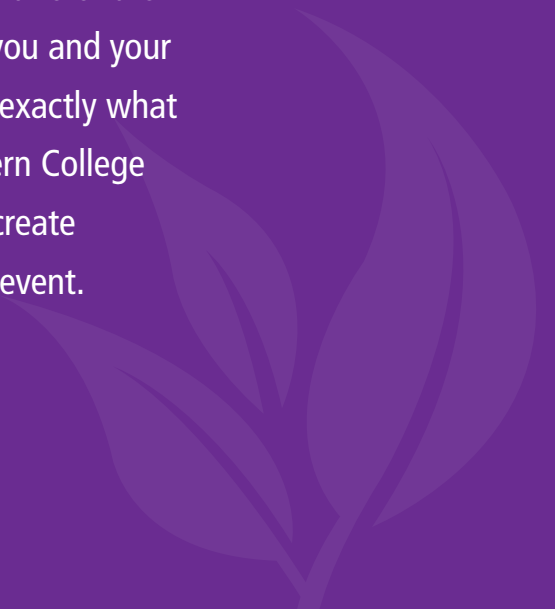 you and your
exactly what
ern College
create
event.